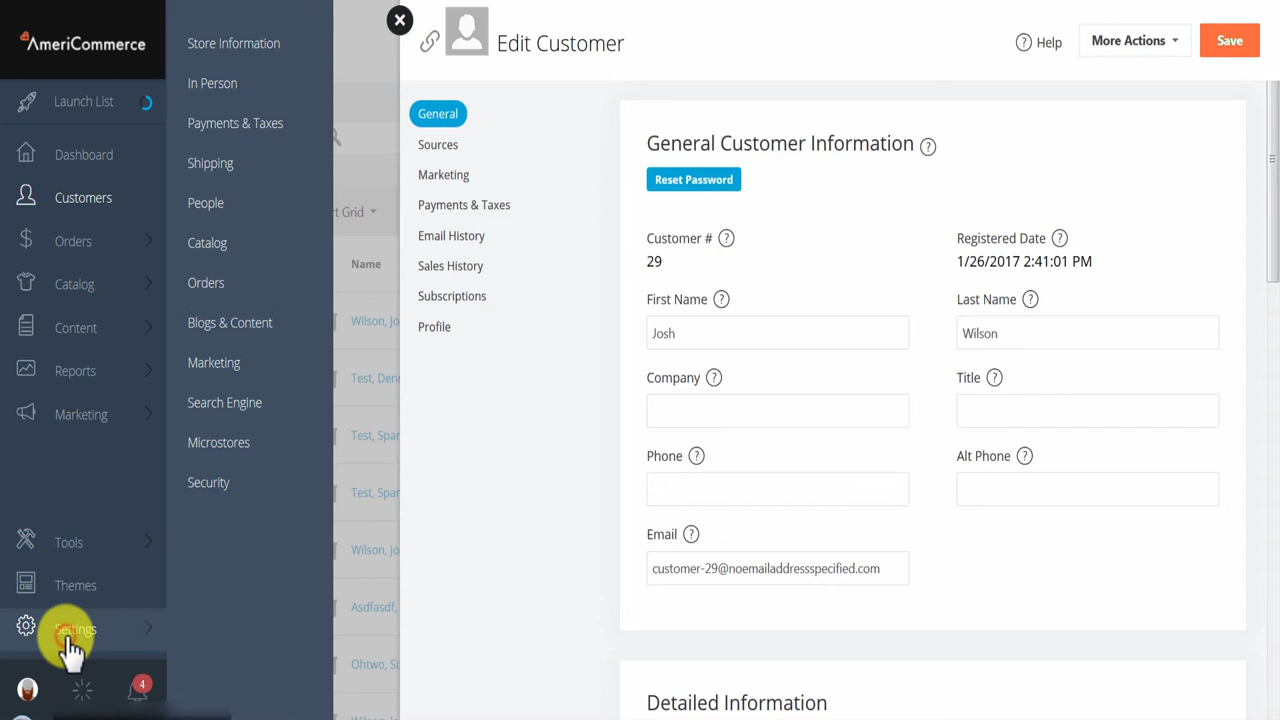 AmeriCommerce
Launch List
Dashboard
Customers
Orders
Catalog
Content
Reports
Marketing
Tools
Themes
Settings
4
Store Information
In Person
Payments & Taxes
Shipping
People
Catalog
Orders
Blogs & Content
Marketing
Search Engine
Microstores
Security
rt Grid
Name
Wilson, Jo
Test, Den
Test, Spar
Test, Spar
Wilson, Jo
Asdfasdf,
Ohtwo, Si
Edit Customer
? Help
More Actions
Save
General
Sources
Marketing
Payments & Taxes
Email History
Sales History
Subscriptions
Profile
General Customer Information ?
Reset Password
Customer # ?
29
Registered Date ?
1/26/2017 2:41:01 PM
First Name ?
Josh
Last Name ?
Wilson
Company ?
Title ?
Phone ?
Alt Phone ?
Email ?
customer-29@noemailaddressspecified.com
Detailed Information